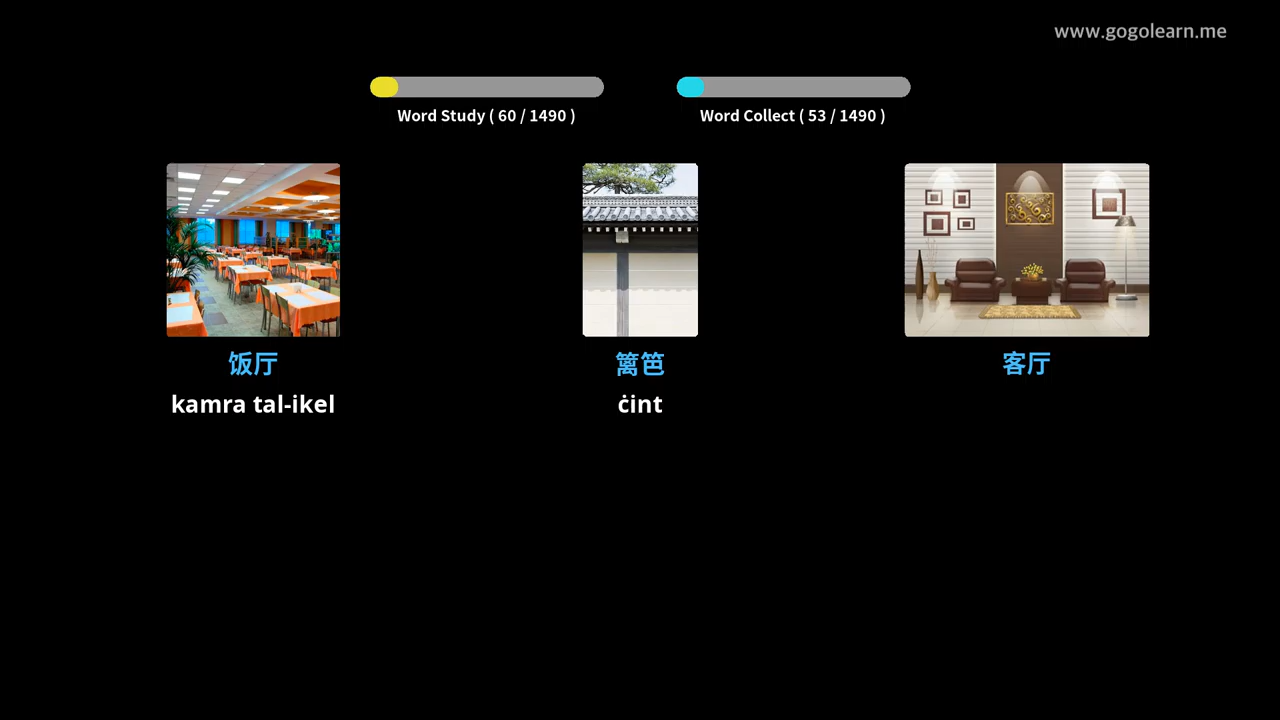 www.gogolearn.me
Word Study ( 60 / 1490 )
Word Collect ( 53 / 1490 )
饭厅
篱笆
客厅
kamra tal-ikel
ċint